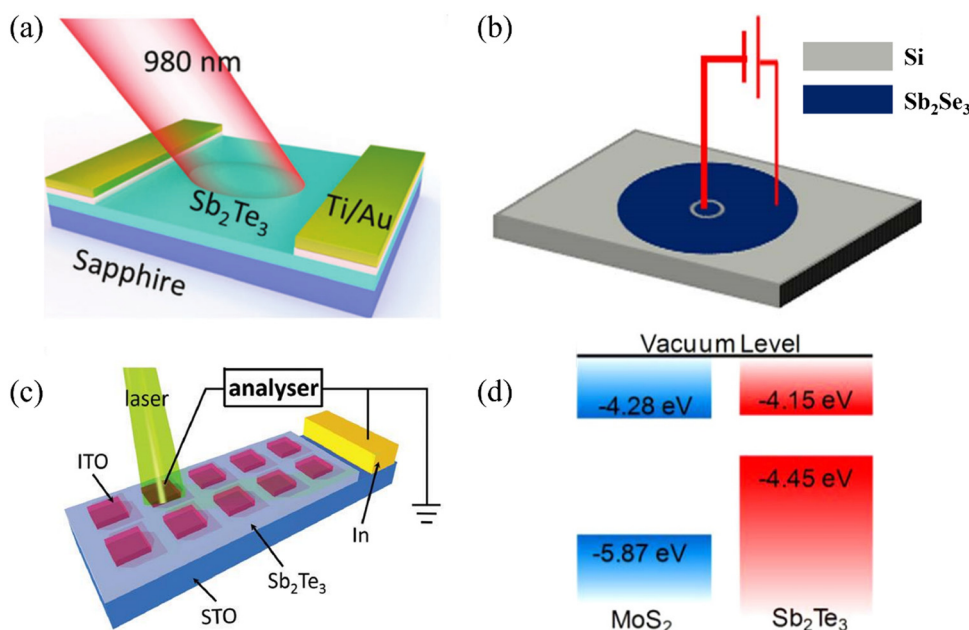 (a)
980 nm
Sb₂Te₃
Ti/Au
Sapphire
(b)
Si
Sb₂Se₃
(c)
laser
analyser
ITO
In
Sb₂Te₃
STO
(d)
Vacuum Level
-4.28 eV
-4.15 eV
-4.45 eV
-5.87 eV
MoS₂
Sb₂Te₃